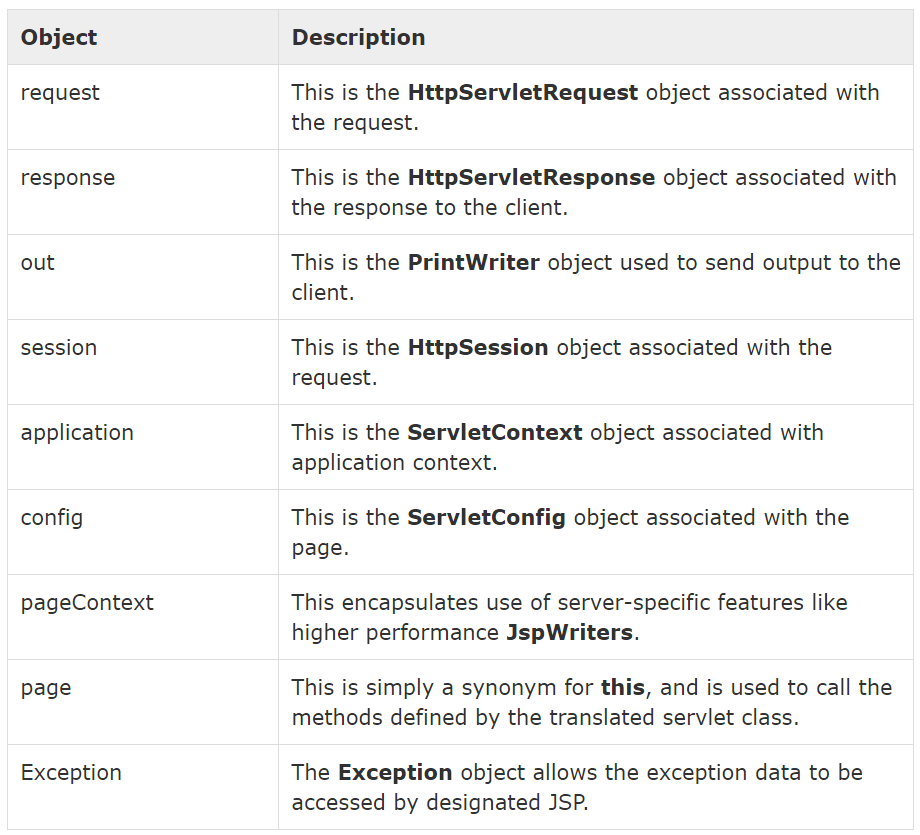 Object Description
request This is the HttpServletRequest object associated with
the request.
response This is the HttpServletResponse object associated with
the response to the client.
out This is the PrintWriter object used to send output to the
client.
session This is the HttpSession object associated with the
request.
application This is the ServletContext object associated with
application context.
config This is the ServletConfig object associated with the
page.
pageContext This encapsulates use of server-specific features like
higher performance JspWriters.
page This is simply a synonym for this, and is used to call the
methods defined by the translated servlet class.
Exception The Exception object allows the exception data to be
accessed by designated JSP.